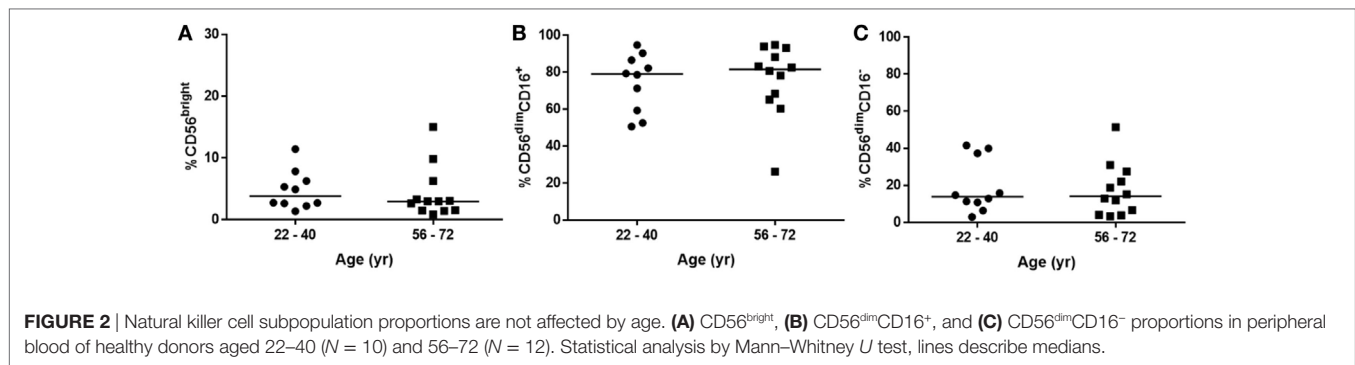 A
% CD56bright
30
20
10
0
22 - 40
56 - 72
Age (yr)
B
% CD56dimCD16+
100
80
60
40
20
0
22 - 40
56 - 72
Age (yr)
C
% CD56dimCD16-
100
80
60
40
20
0
22 - 40
56 - 72
Age (yr)
FIGURE 2 | Natural killer cell subpopulation proportions are not affected by age. (A) CD56bright, (B) CD56dimCD16+, and (C) CD56dimCD16− proportions in peripheral
blood of healthy donors aged 22–40 (N = 10) and 56–72 (N = 12). Statistical analysis by Mann–Whitney U test, lines describe medians.